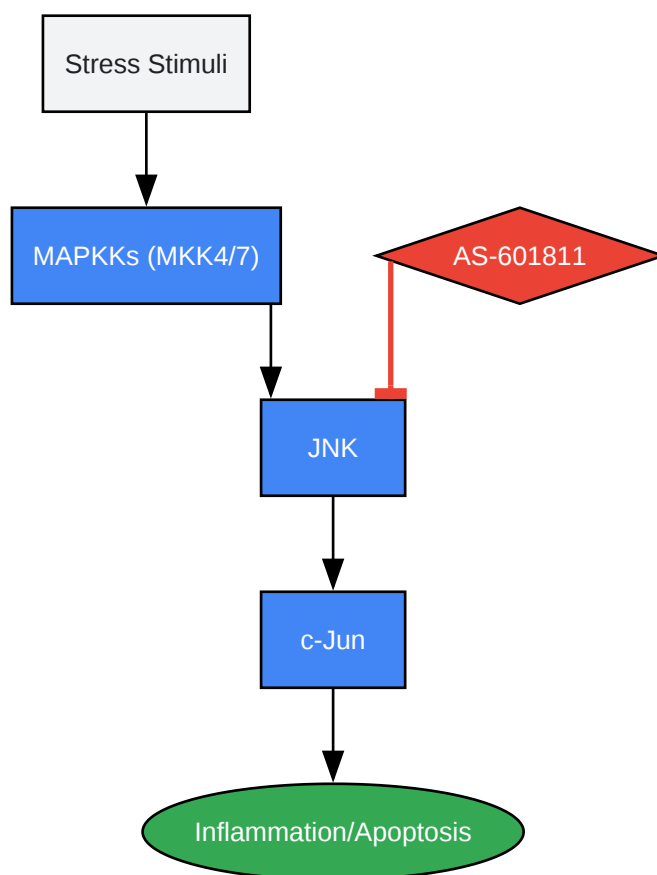 Stress Stimuli
MAPKKs (MKK4/7)
AS-601811
JNK
c-Jun
Inflammation/Apoptosis